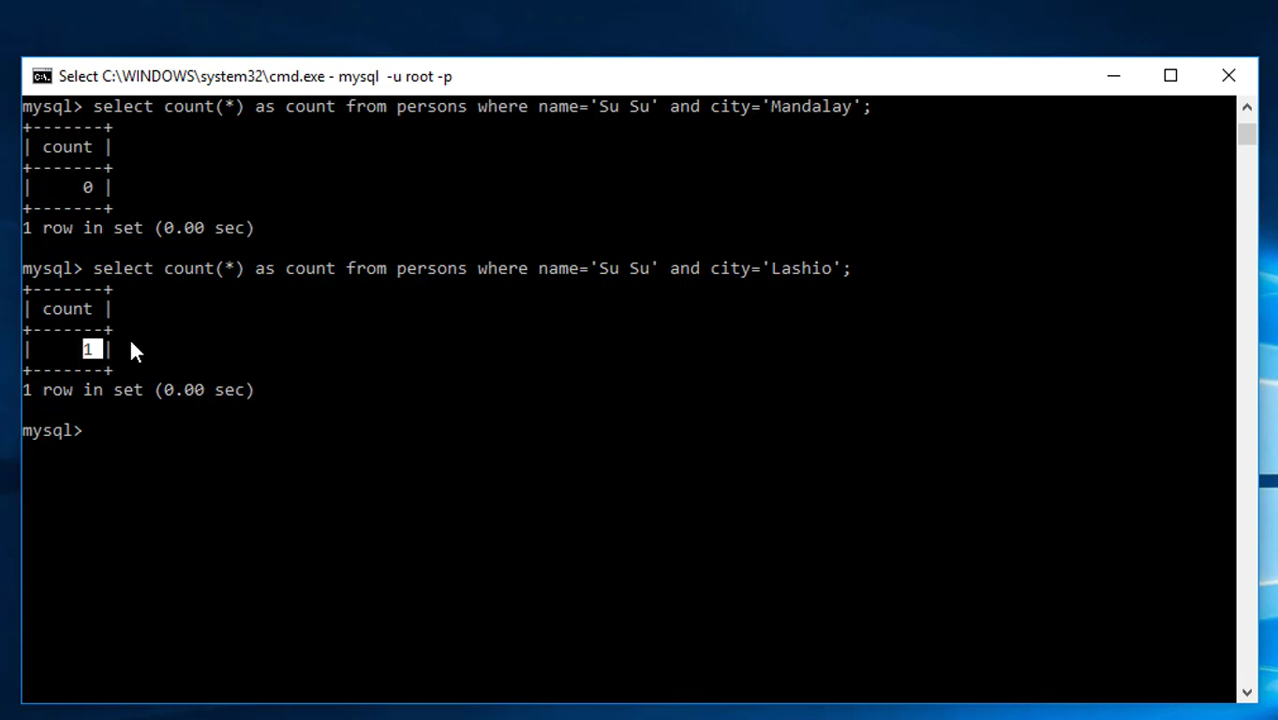 Select C:\WINDOWS\system32\cmd.exe - mysql  -u root -p
mysql> select count(*) as count from persons where name='Su Su' and city='Mandalay';
+-------+
| count |
+-------+
|     0 |
+-------+
1 row in set (0.00 sec)
mysql> select count(*) as count from persons where name='Su Su' and city='Lashio';
+-------+
| count |
+-------+
|     1 |
+-------+
1 row in set (0.00 sec)
mysql>